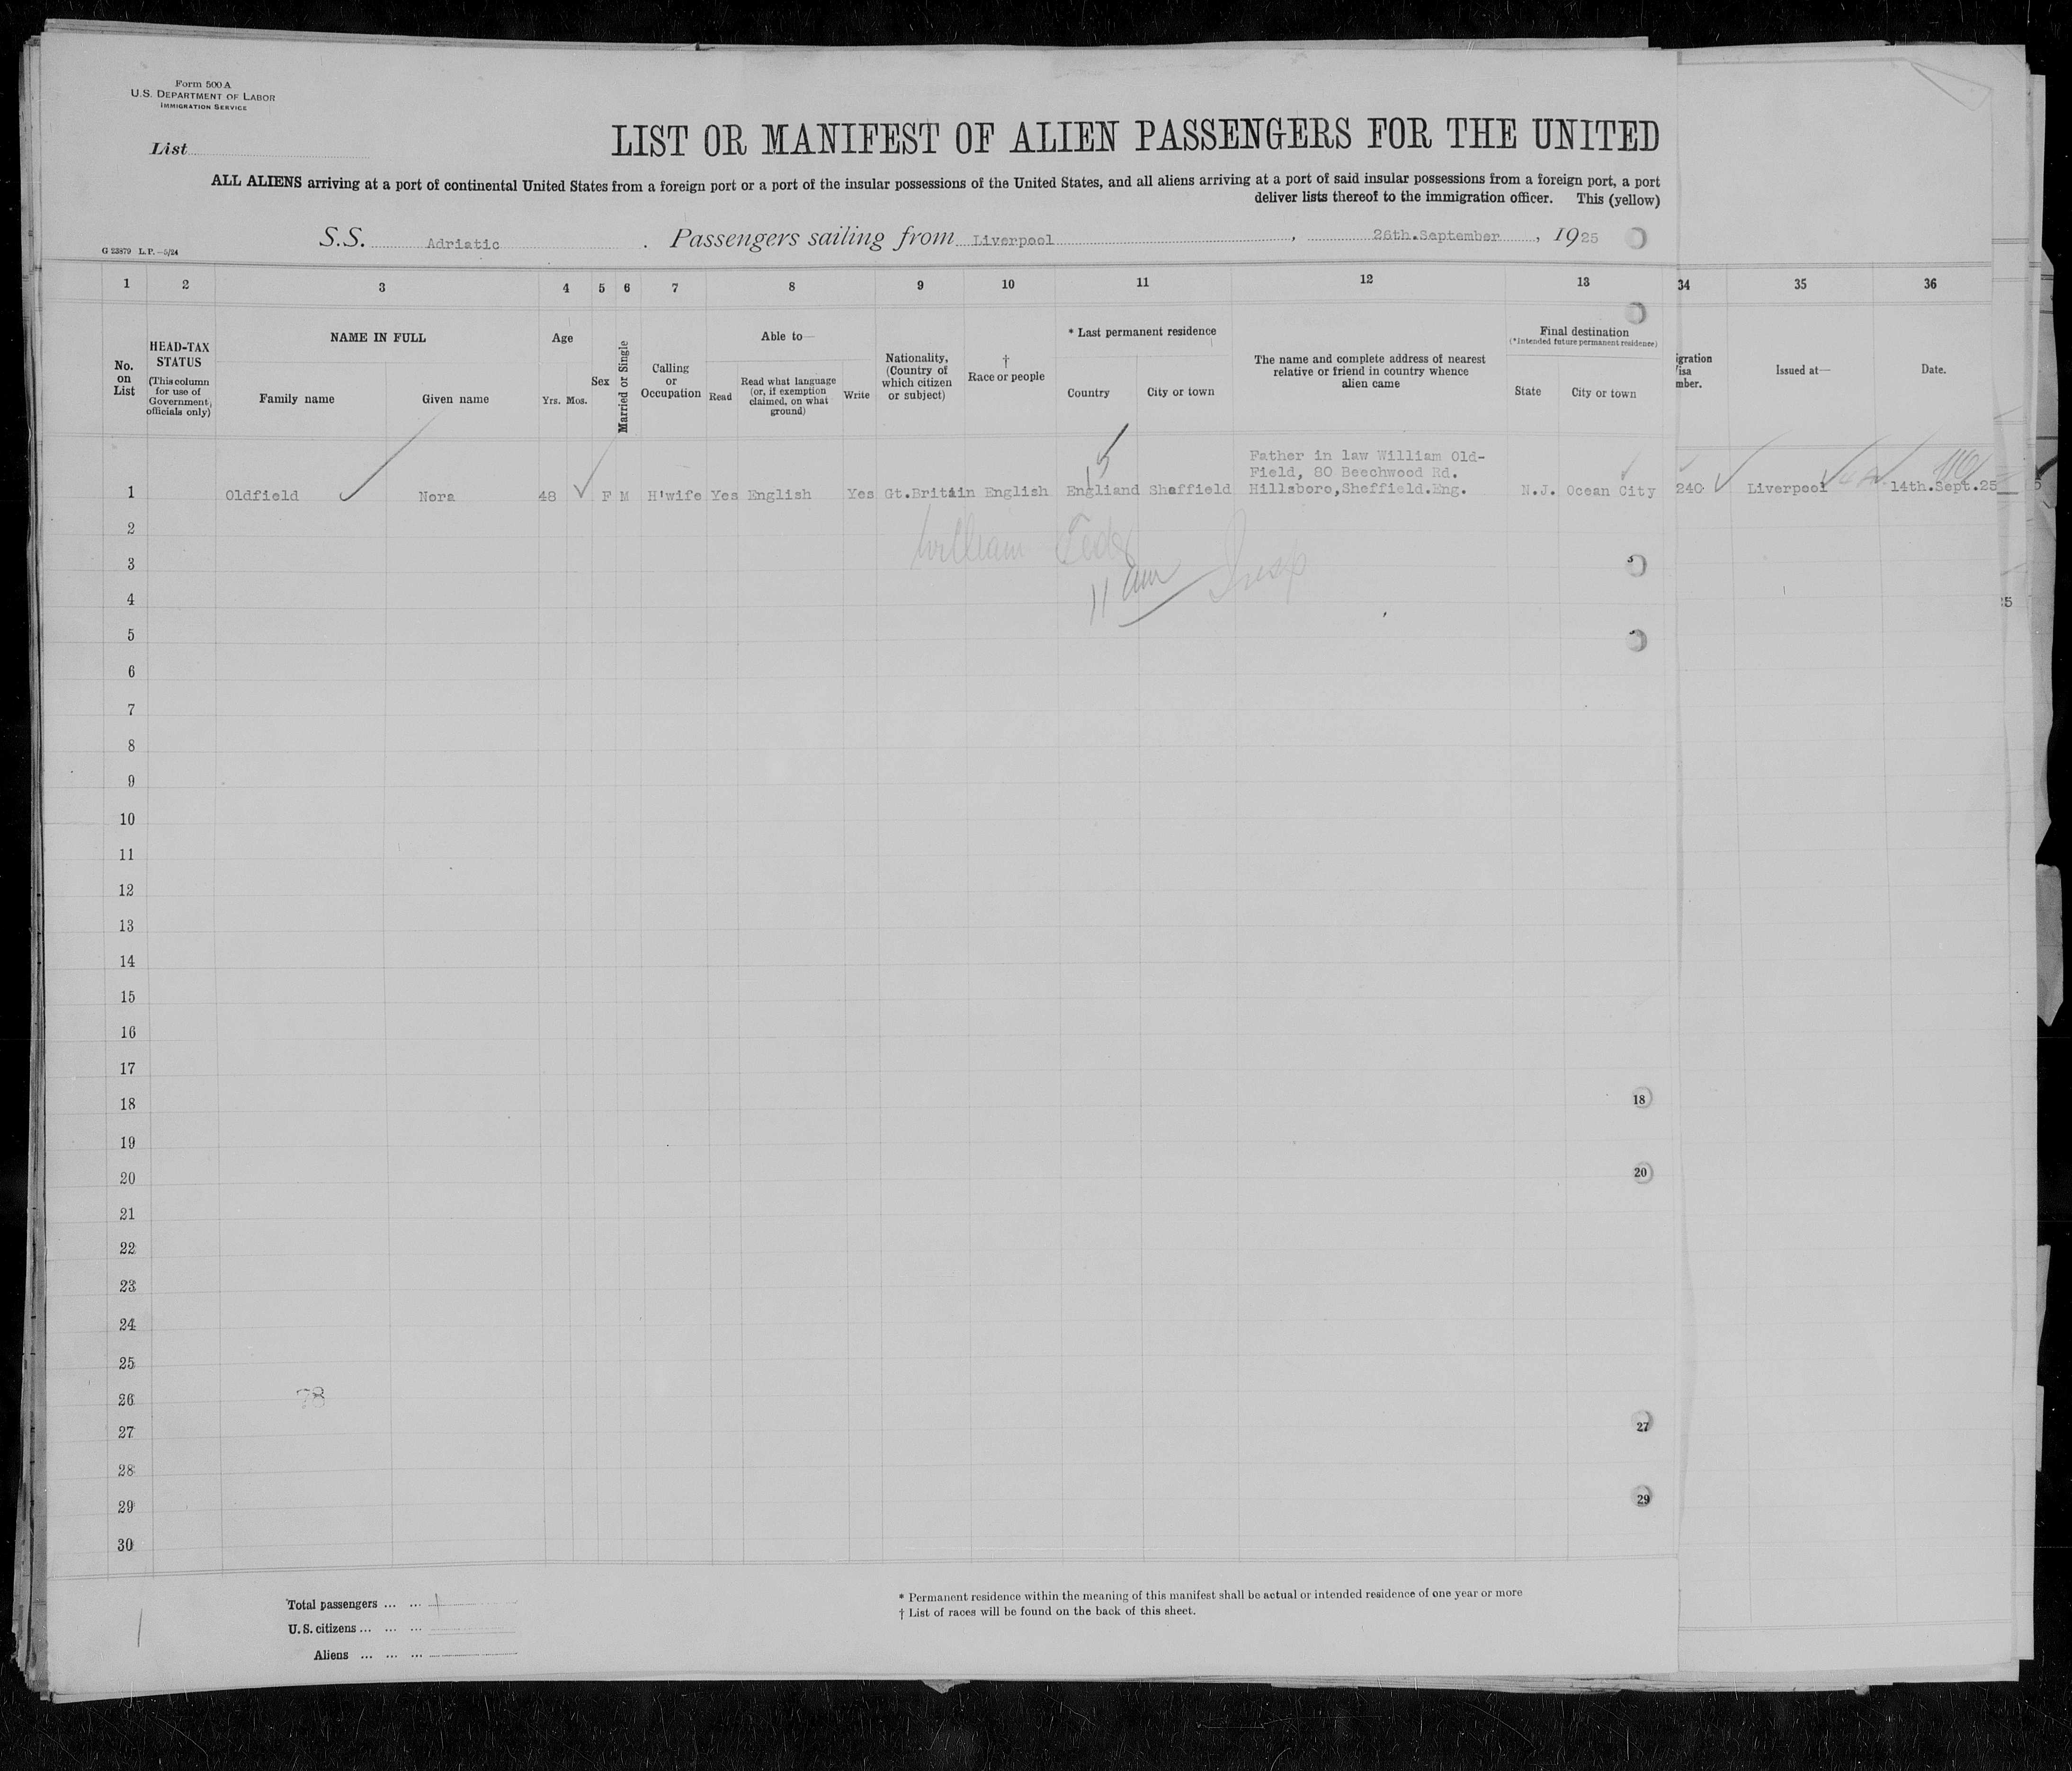 Form 500 A
U.S. DEPARTMENT OF LABOR
IMMIGRATION SERVICE
List
LIST OR MANIFEST OF ALIEN PASSENGERS FOR THE UNITED
ALL ALIENS arriving at a port of continental United States from a foreign port or a port of the insular possessions of the United States, and all aliens arriving at a port of said insular possessions from a foreign port, a port
deliver lists thereof to the immigration officer. This (yellow)
G 23879 L.P.—5/24
S.S. Adriatic . Passengers sailing from Liverpool , 26th.September , 1925
1 2 3 4 5 6 7 8 9 10 11 12 13 34 35 36
No. on List
HEAD-TAX STATUS
(This column for use of Government officials only)
NAME IN FULL
Family name Given name
Age
Yrs. Mos.
Sex
Married or Single
Calling or Occupation
Able to—
Read
Read what language (or, if exemption claimed, on what ground)
Write
Nationality, (Country of which citizen or subject)
† Race or people
* Last permanent residence
Country City or town
The name and complete address of nearest relative or friend in country whence alien came
Final destination
(*Intended future permanent residence)
State City or town
igration
isa
mber.
Issued at—
Date.
5
Father in law William Old-
Field, 80 Beechwood Rd.
1 Oldfield Nora 48 F M H'wife Yes English Yes Gt.Britain English Engliand Sheffield Hillsboro,Sheffield.Eng. N.J. Ocean City 240 Liverpool 14th.Sept.25
William
11 am Insp
2
3
4
25
5
6
7
8
9
10
11
12
13
14
15
16
17
18 18
19
20 20
21
22
23
24
25
26 78
27 27
28
29 29
30
Total passengers ... ... 1
U.S. citizens ... ... ...
Aliens ... ... ...
* Permanent residence within the meaning of this manifest shall be actual or intended residence of one year or more
† List of races will be found on the back of this sheet.